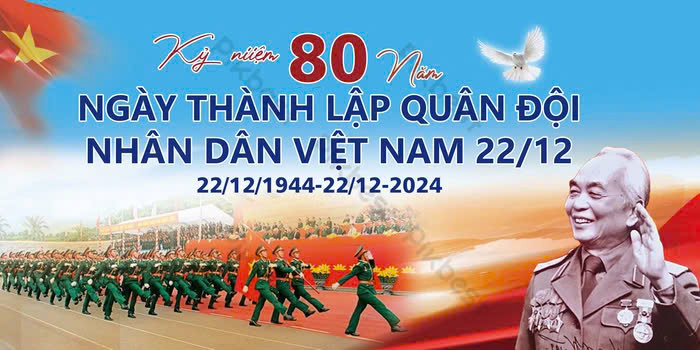 Kỷ niiệm 80 Năm
NGÀY THÀNH LẬP QUÂN ĐỘI
NHÂN DÂN VIỆT NAM 22/12
22/12/1944-22/12-2024